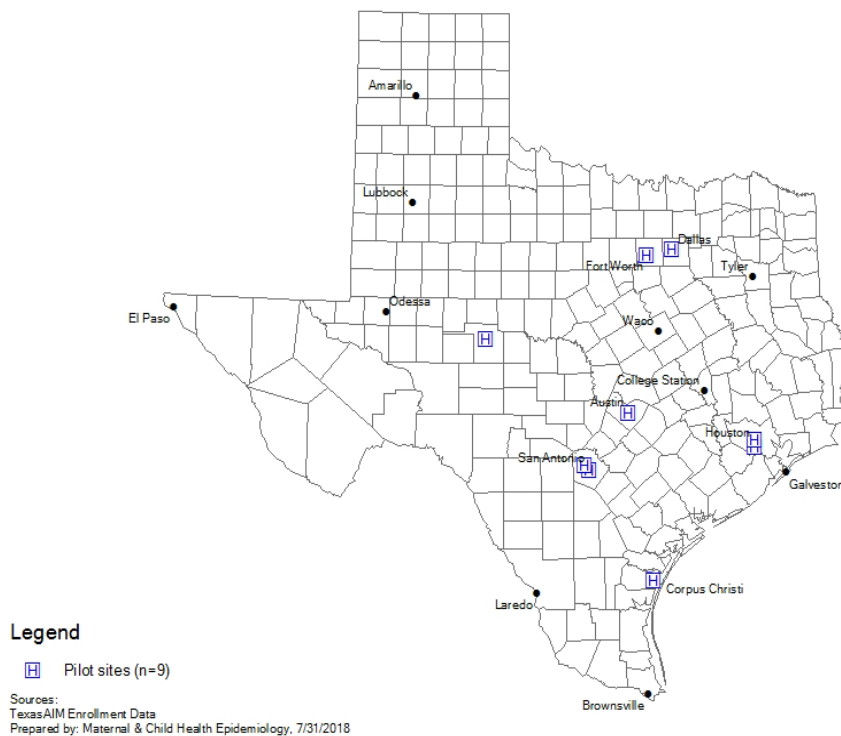 Amarillo
Lubbock
Dallas
Fort Worth
Tyler
El Paso
Odessa
Waco
College Station
Austin
Houston
San Antonio
Galveston
Corpus Christi
Laredo
Brownsville
H
H
H
H
H
H
H
H
H
Legend
H Pilot sites (n=9)
Sources:
TexasAIM Enrollment Data
Prepared by: Maternal & Child Health Epidemiology, 7/31/2018